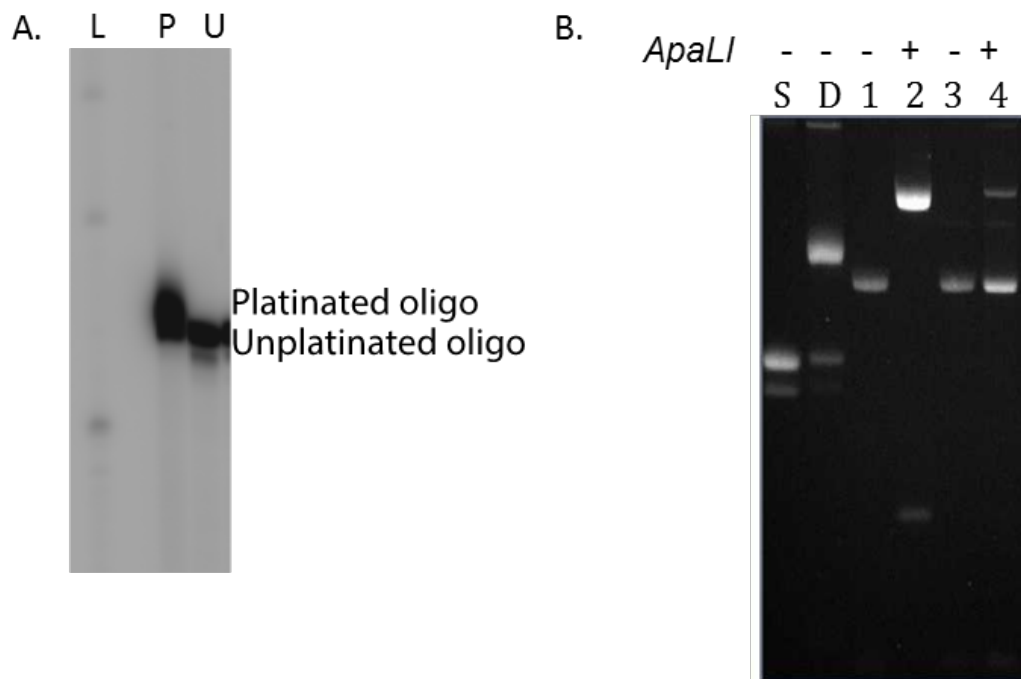 A.
L P U
Platinated oligo
Unplatinated oligo
B.
ApaLI - - - + - +
S D 1 2 3 4